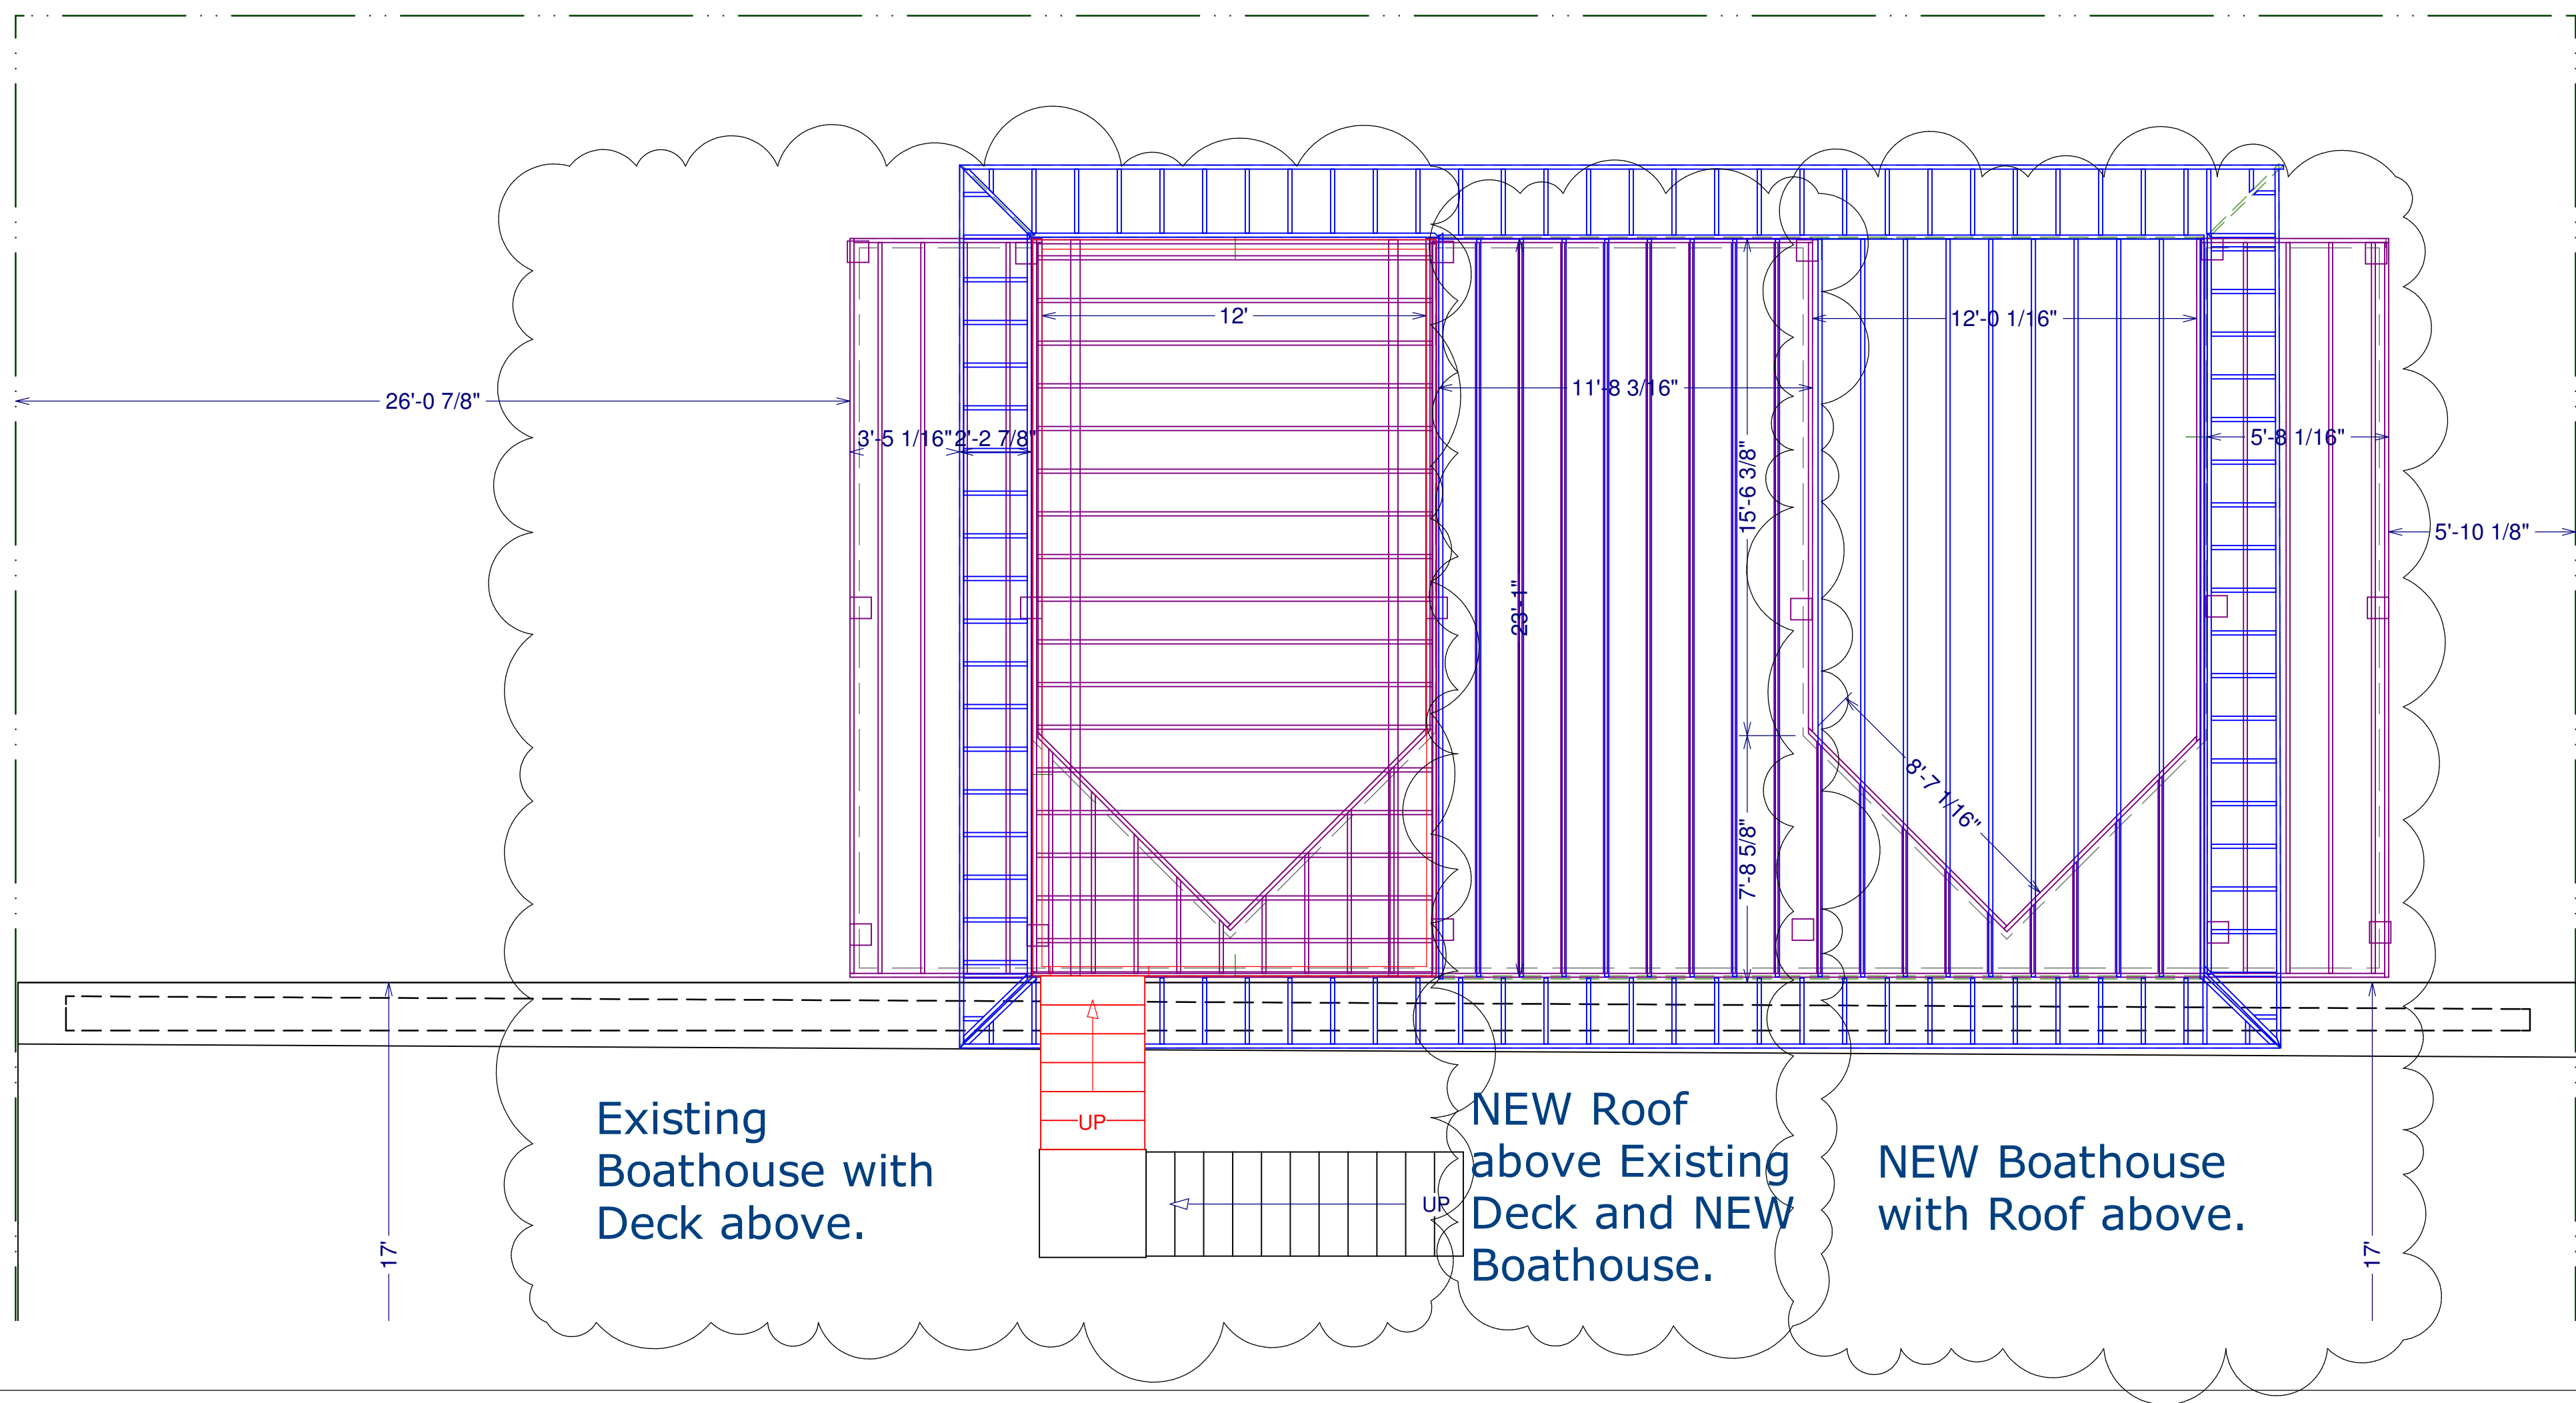 12'
12'-0 1/16"
11'-8 3/16"
26'-0 7/8"
3'-5 1/16"
2'-2 7/8"
5'-8 1/16"
15'-6 3/8"
5'-10 1/8"
23'-1"
8'-7 1/16"
7'-8 5/8"
UP
UP
17'
17'
Existing
Boathouse with
Deck above.
NEW Roof
above Existing
Deck and NEW
Boathouse.
NEW Boathouse
with Roof above.